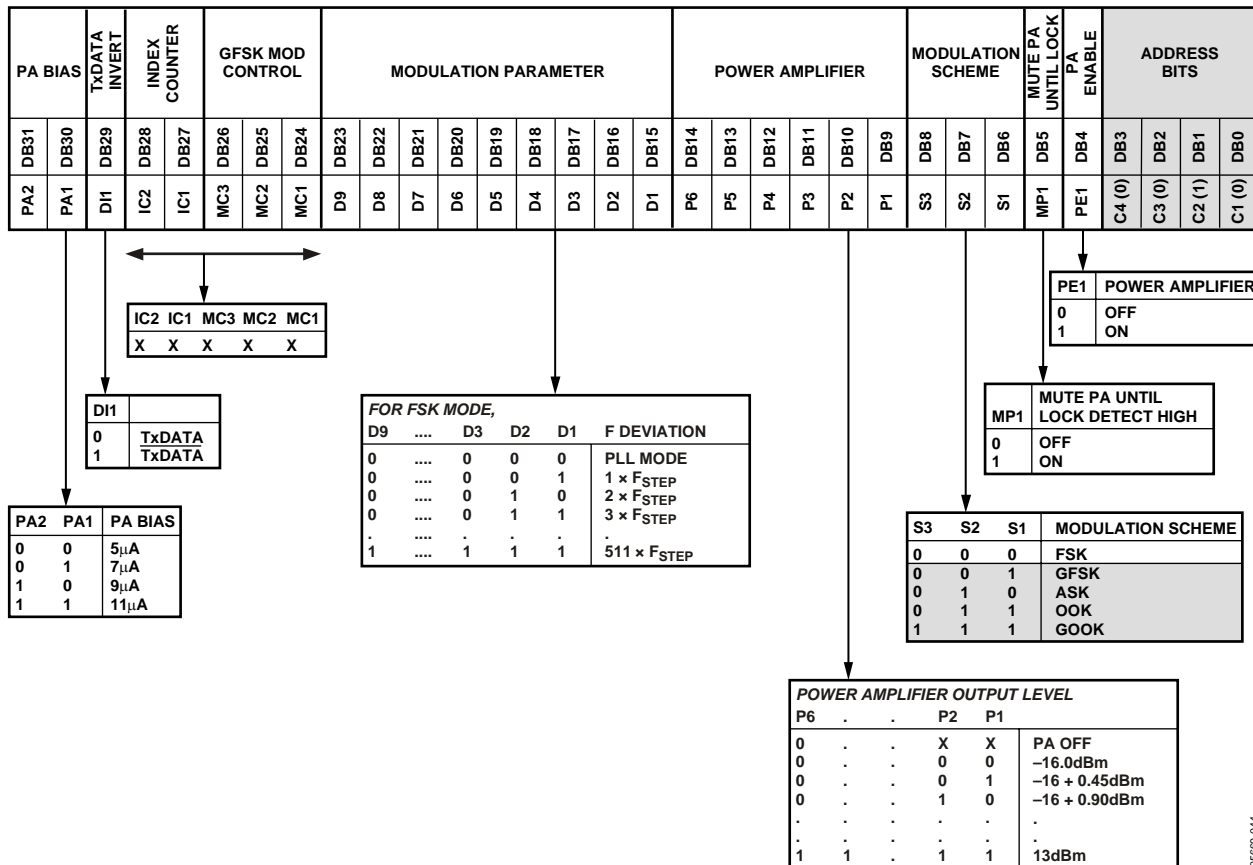 PA BIAS
TxDATA INVERT
INDEX COUNTER
GFSK MOD CONTROL
MODULATION PARAMETER
POWER AMPLIFIER
MODULATION SCHEME
MUTE PA UNTIL LOCK
PA ENABLE
ADDRESS BITS
DB31 DB30 DB29 DB28 DB27 DB26 DB25 DB24 DB23 DB22 DB21 DB20 DB19 DB18 DB17 DB16 DB15 DB14 DB13 DB12 DB11 DB10 DB9 DB8 DB7 DB6 DB5 DB4 DB3 DB2 DB1 DB0
PA2 PA1 DI1 IC2 IC1 MC3 MC2 MC1 D9 D8 D7 D6 D5 D4 D3 D2 D1 P6 P5 P4 P3 P2 P1 S3 S2 S1 MP1 PE1 C4 (0) C3 (0) C2 (1) C1 (0)
PE1 POWER AMPLIFIER
0 OFF
1 ON
IC2 IC1 MC3 MC2 MC1
X X X X X
MP1 MUTE PA UNTIL
LOCK DETECT HIGH
0 OFF
1 ON
DI1
0 TxDATA
1 TxDATA
FOR FSK MODE,
D9 .... D3 D2 D1 F DEVIATION
0 .... 0 0 0 PLL MODE
0 .... 0 0 1 1 × FSTEP
0 .... 0 1 0 2 × FSTEP
0 .... 0 1 1 3 × FSTEP
. .... . . . .
1 .... 1 1 1 511 × FSTEP
PA2 PA1 PA BIAS
0 0 5μA
0 1 7μA
1 0 9μA
1 1 11μA
S3 S2 S1 MODULATION SCHEME
0 0 0 FSK
0 0 1 GFSK
0 1 0 ASK
0 1 1 OOK
1 1 1 GOOK
POWER AMPLIFIER OUTPUT LEVEL
P6 . . P2 P1
0 . . X X PA OFF
0 . . 0 0 –16.0dBm
0 . . 0 1 –16 + 0.45dBm
0 . . 1 0 –16 + 0.90dBm
. . . . . .
. . . . . .
1 1 . 1 1 13dBm